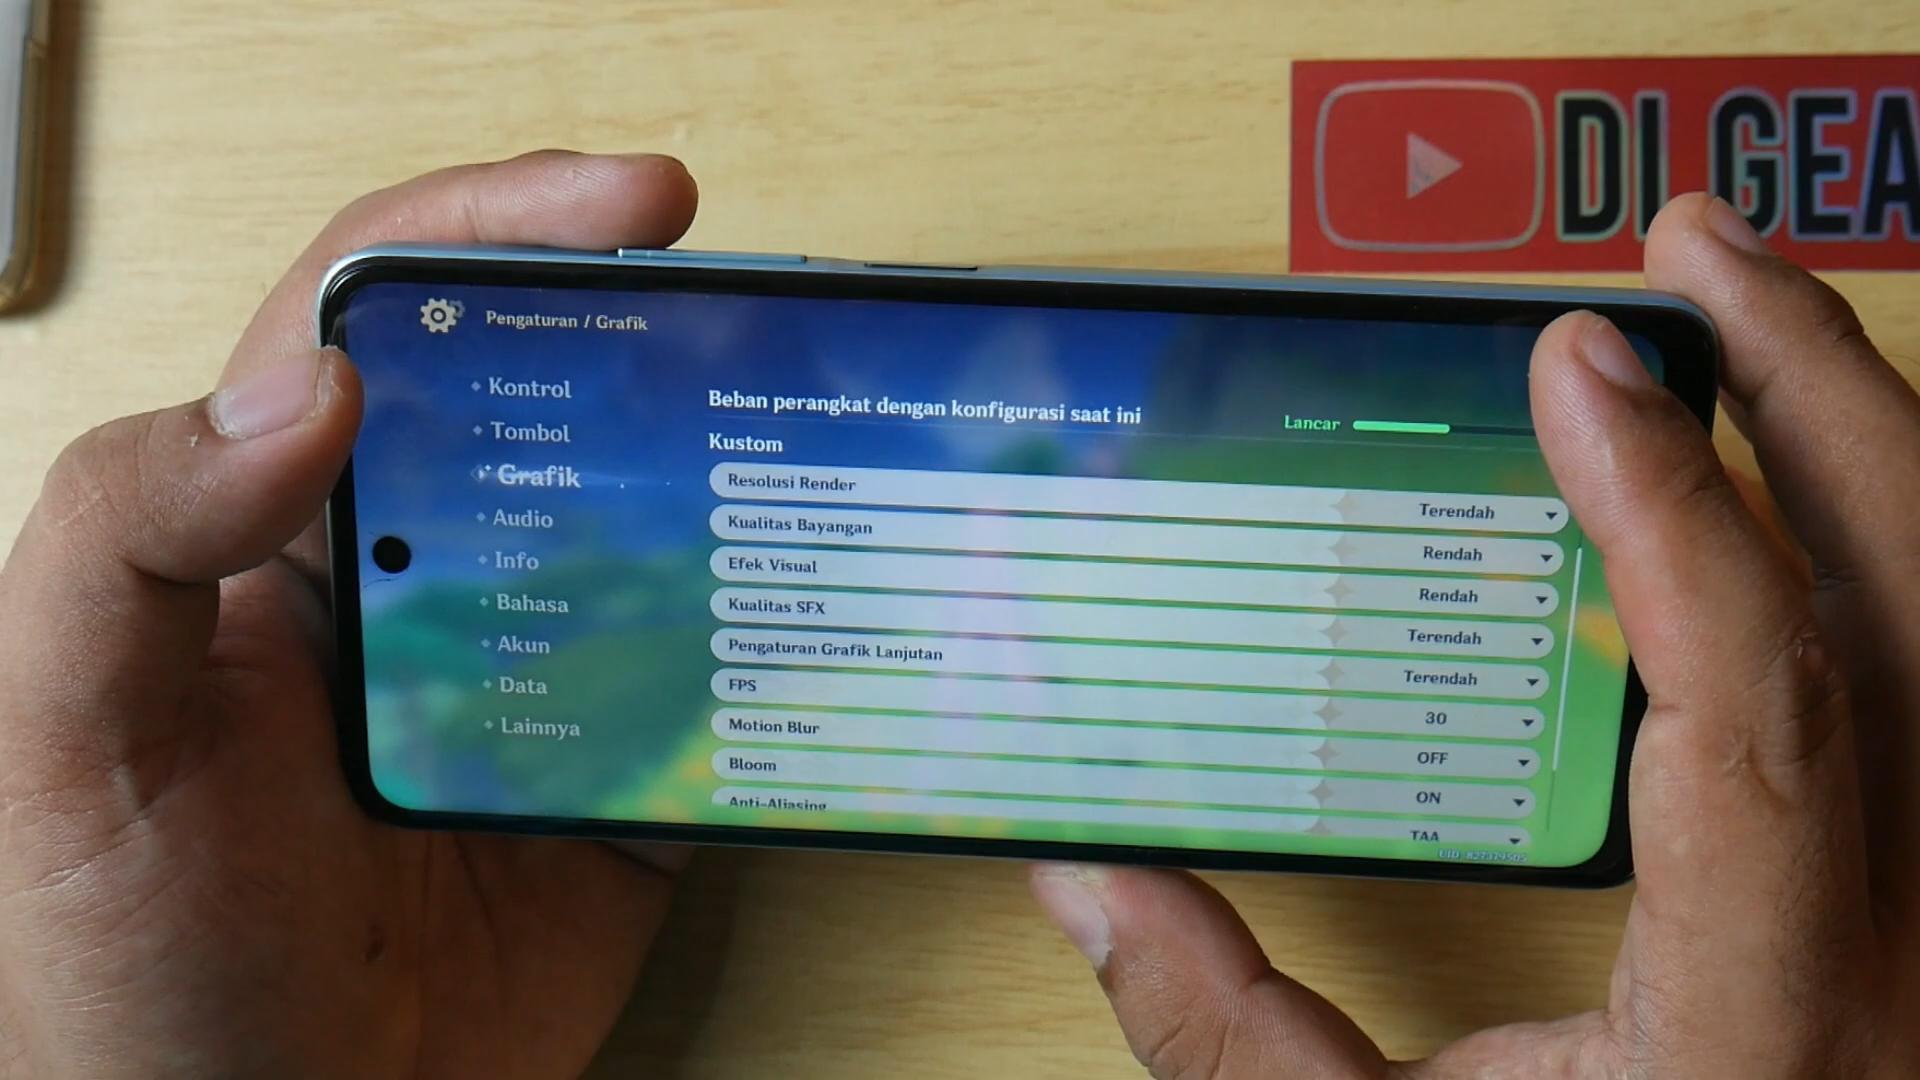 DI GEA
Pengaturan / Grafik
Kontrol
Tombol
Grafik
Audio
Info
Bahasa
Akun
Data
Lainnya
Beban perangkat dengan konfigurasi saat ini
Lancar
Kustom
Resolusi Render Terendah
Kualitas Bayangan Rendah
Efek Visual Rendah
Kualitas SFX Terendah
Pengaturan Grafik Lanjutan Terendah
FPS 30
Motion Blur OFF
Bloom ON
Anti-Aliasing TAA